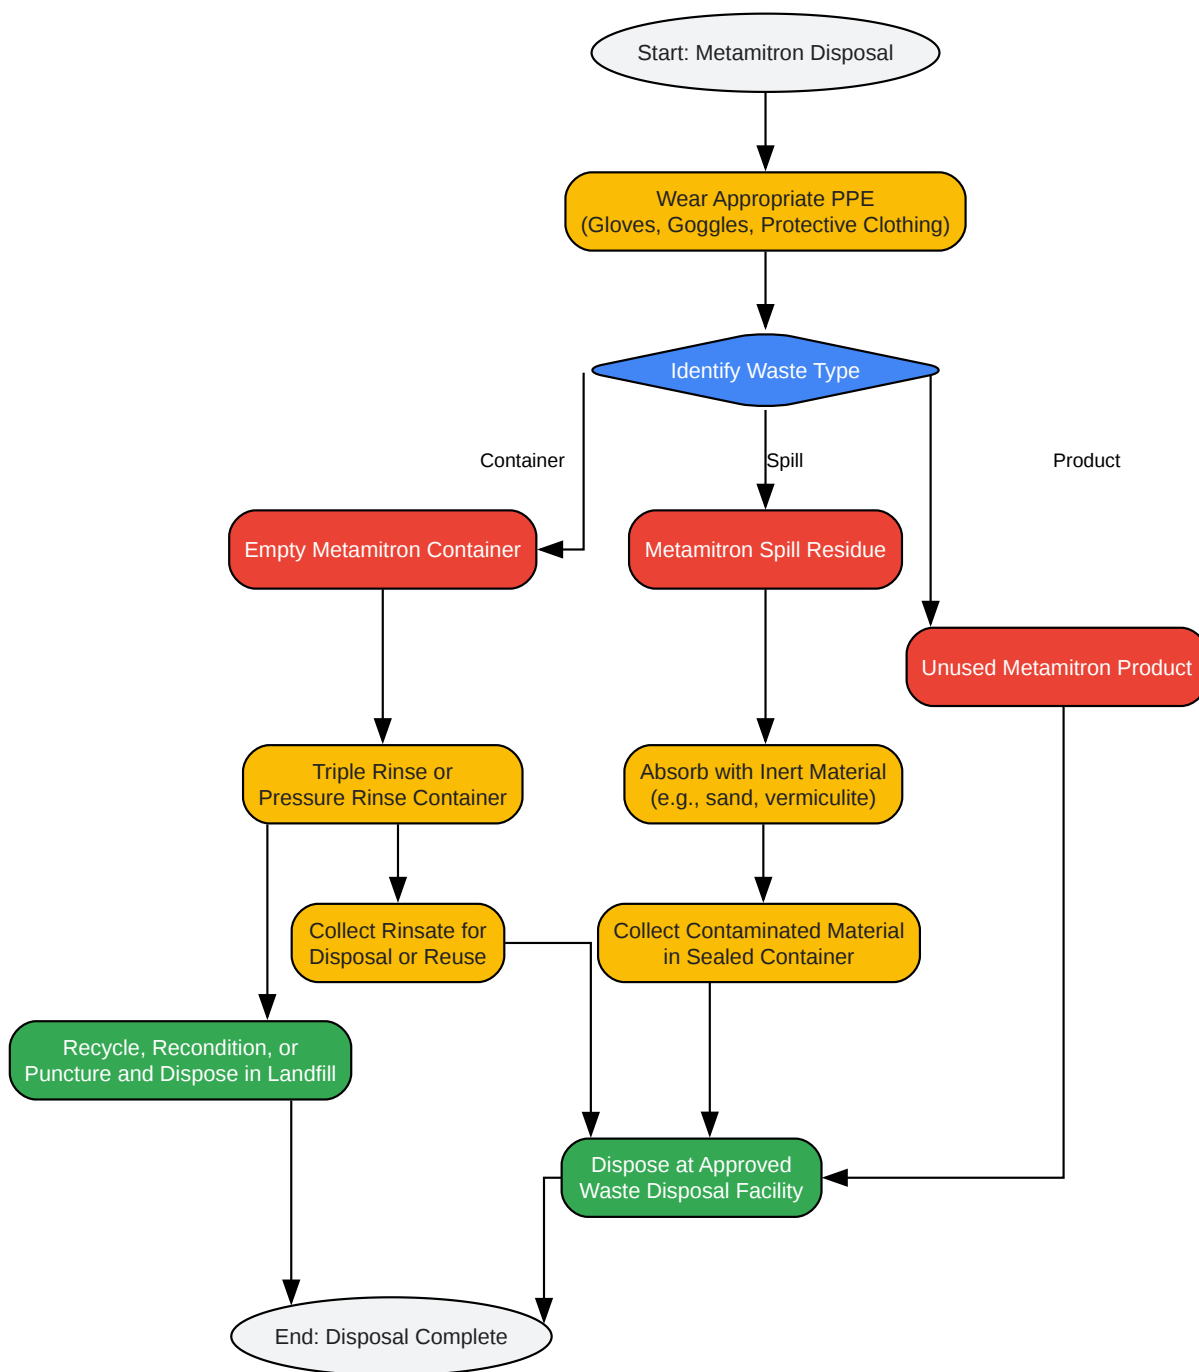 Start: Metamitron Disposal
Wear Appropriate PPE
(Gloves, Goggles, Protective Clothing)
Identify Waste Type
Container
Spill
Product
Empty Metamitron Container
Metamitron Spill Residue
Unused Metamitron Product
Triple Rinse or
Pressure Rinse Container
Absorb with Inert Material
(e.g., sand, vermiculite)
Collect Rinsate for
Disposal or Reuse
Collect Contaminated Material
in Sealed Container
Recycle, Recondition, or
Puncture and Dispose in Landfill
Dispose at Approved
Waste Disposal Facility
End: Disposal Complete